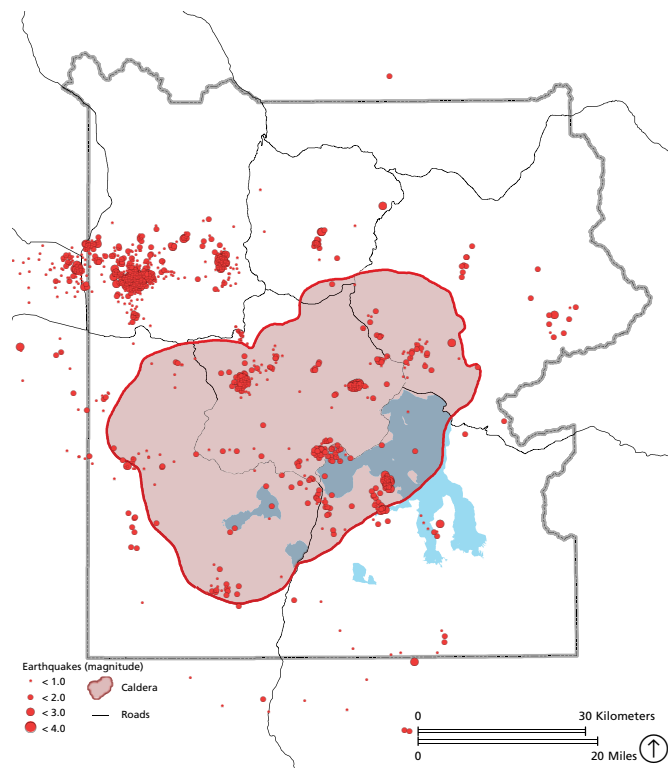 Earthquakes (magnitude)
< 1.0
< 2.0
< 3.0
< 4.0
Caldera
Roads
0 30 Kilometers
0 20 Miles